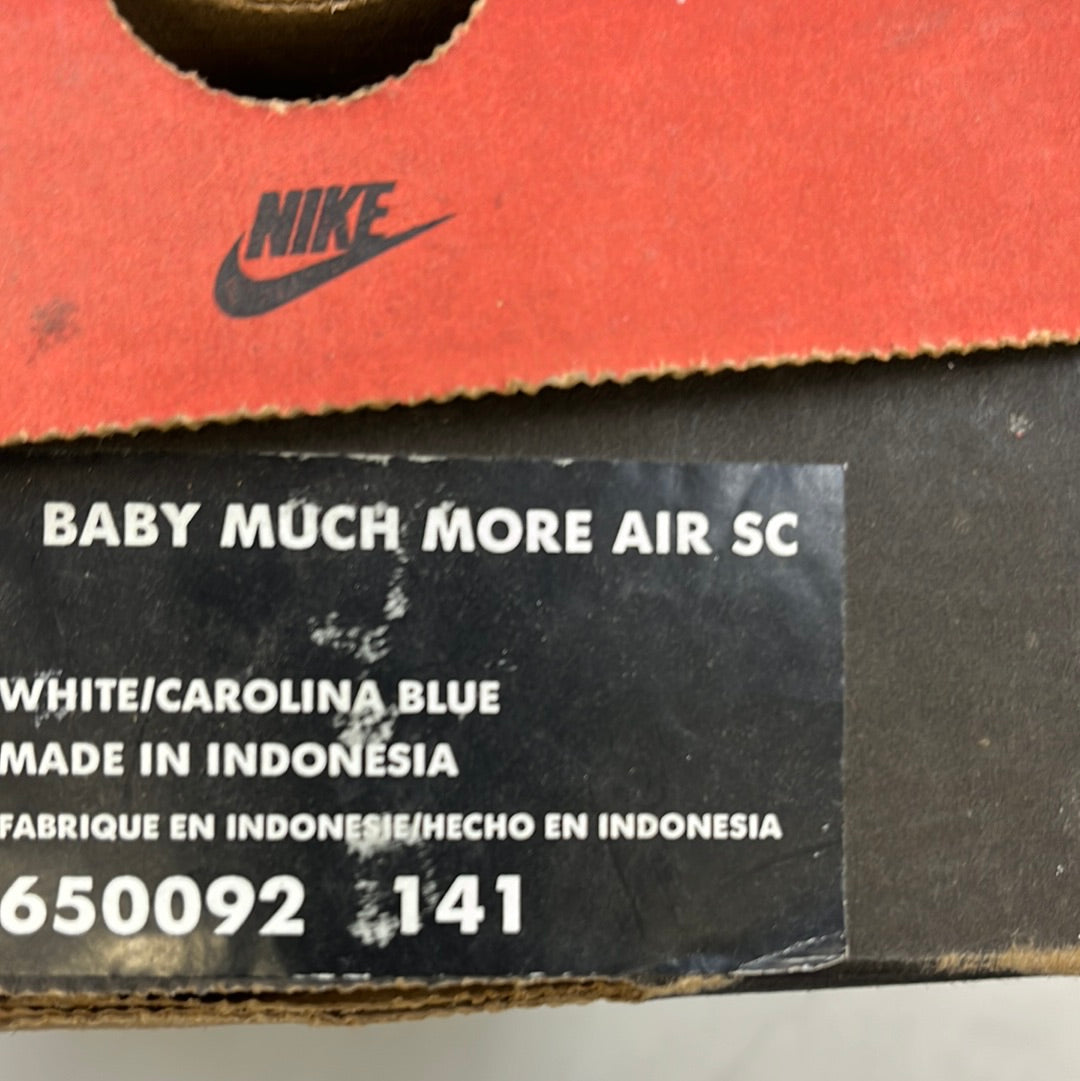 NIKE
BABY MUCH MORE AIR SC
WHITE/CAROLINA BLUE
MADE IN INDONESIA
FABRIQUE EN INDONESIE/HECHO EN INDONESIA
650092 141